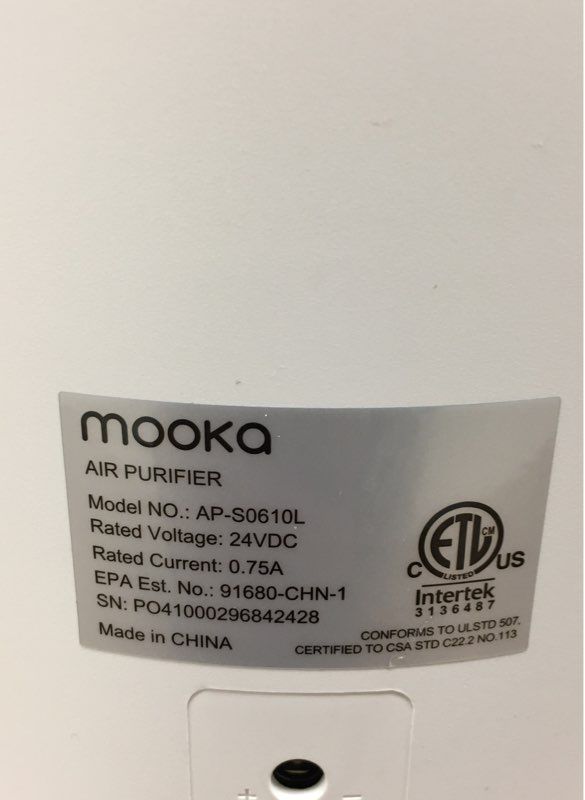 mooka
AIR PURIFIER
Model NO.: AP-S0610L
Rated Voltage: 24VDC
Rated Current: 0.75A
EPA Est. No.: 91680-CHN-1
SN: PO41000296842428
Made in CHINA
ETL CM
LISTED
C US
Intertek
3136487
CONFORMS TO ULSTD 507.
CERTIFIED TO CSA STD C22.2 NO.113
+ −